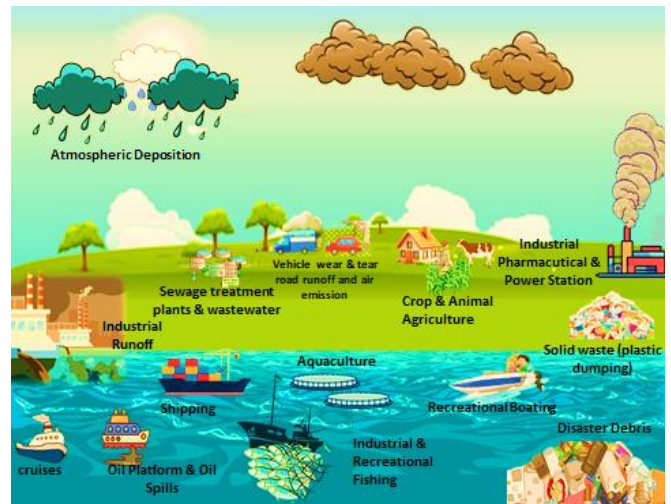 Atmospheric Deposition
Vehicle wear & tear
road runoff and air
emission
Industrial
Pharmacutical &
Power Station
Sewage treatment
plants & wastewater
Crop & Animal
Agriculture
Industrial
Runoff
Solid waste (plastic
dumping)
Aquaculture
Shipping
Recreational Boating
Disaster Debris
cruises
Oil Platform & Oil
Spills
Industrial &
Recreational
Fishing